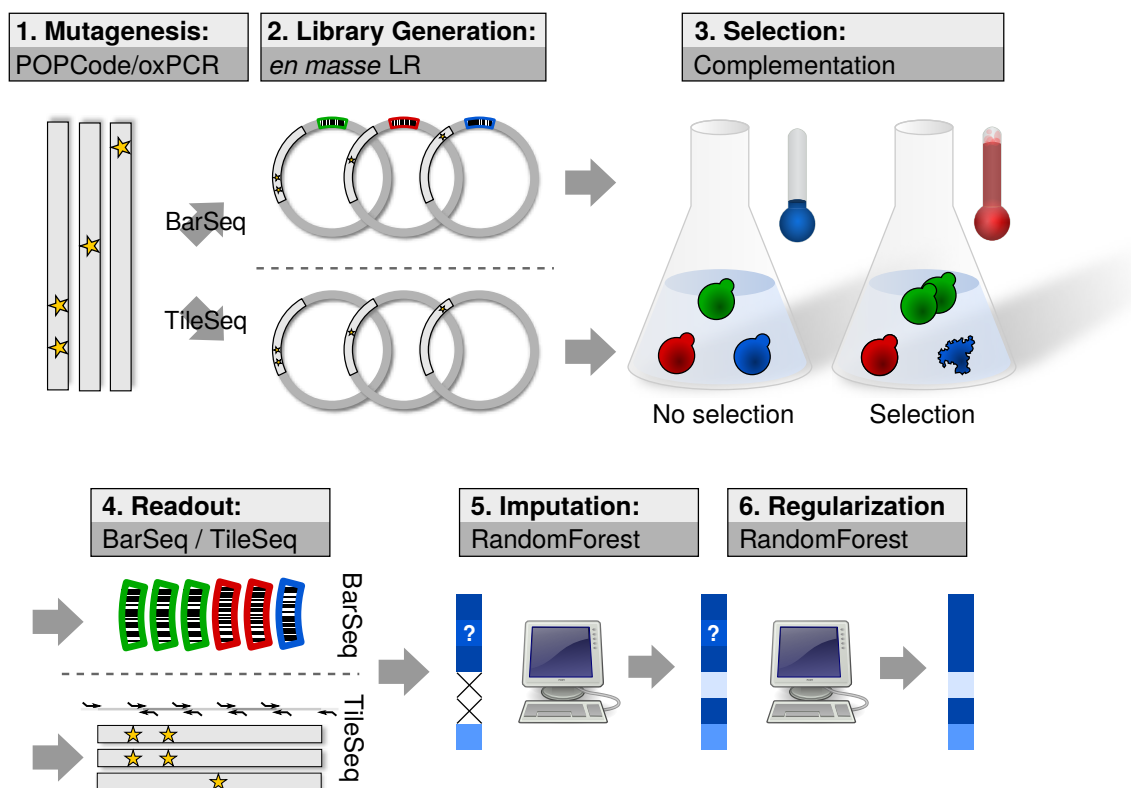 1. Mutagenesis:
POPCode/oxPCR
2. Library Generation:
en masse LR
3. Selection:
Complementation
BarSeq
TileSeq
No selection
Selection
4. Readout:
BarSeq / TileSeq
5. Imputation:
RandomForest
6. Regularization
RandomForest
BarSeq
TileSeq
?
?